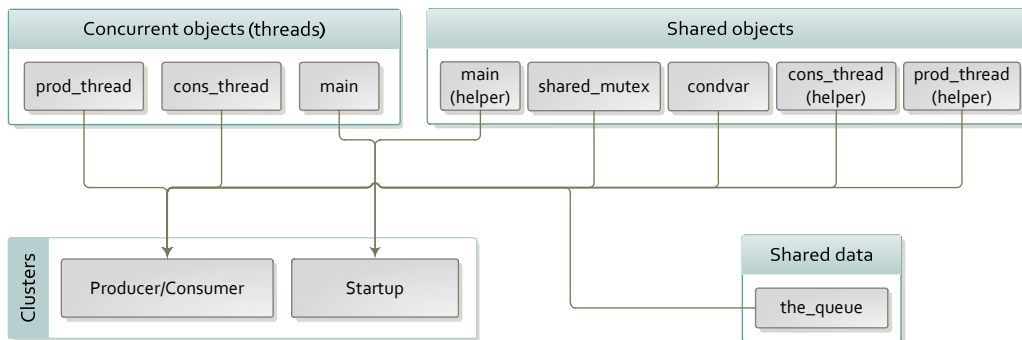 Concurrent objects (threads)
prod_thread
cons_thread
main
Shared objects
main
(helper)
shared_mutex
condvar
cons_thread
(helper)
prod_thread
(helper)
Clusters
Producer/Consumer
Startup
Shared data
the_queue